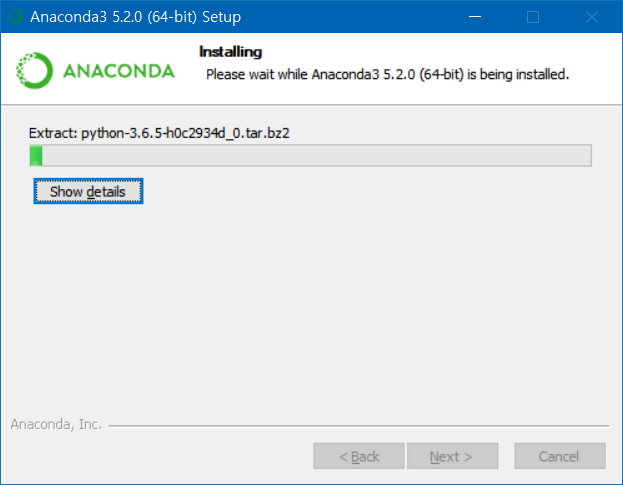 Anaconda3 5.2.0 (64-bit) Setup
ANACONDA
Installing
Please wait while Anaconda3 5.2.0 (64-bit) is being installed.
Extract: python-3.6.5-h0c2934d_0.tar.bz2
Show details
Anaconda, Inc.
< Back
Next >
Cancel